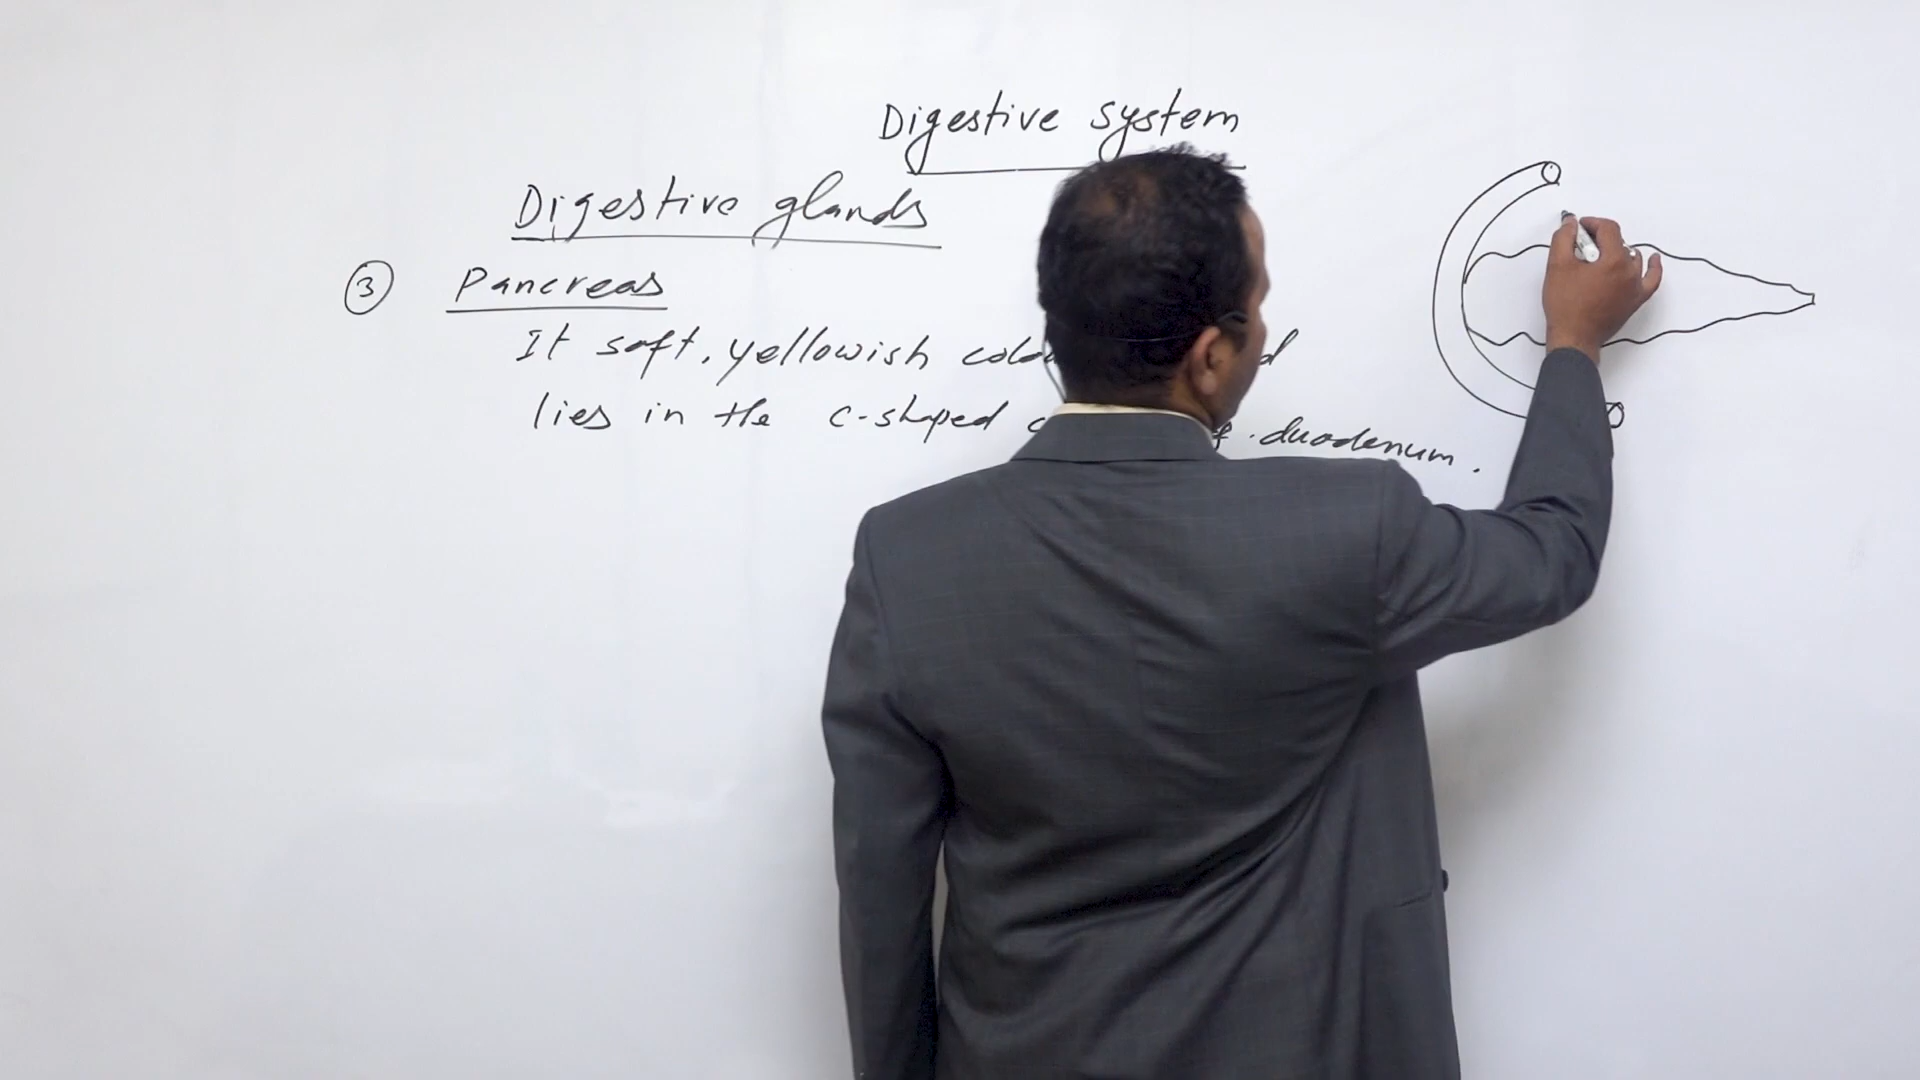 Digestive system
Digestive glands
③ Pancreas
It soft, yellowish
lies in the c-shaped duodenum.